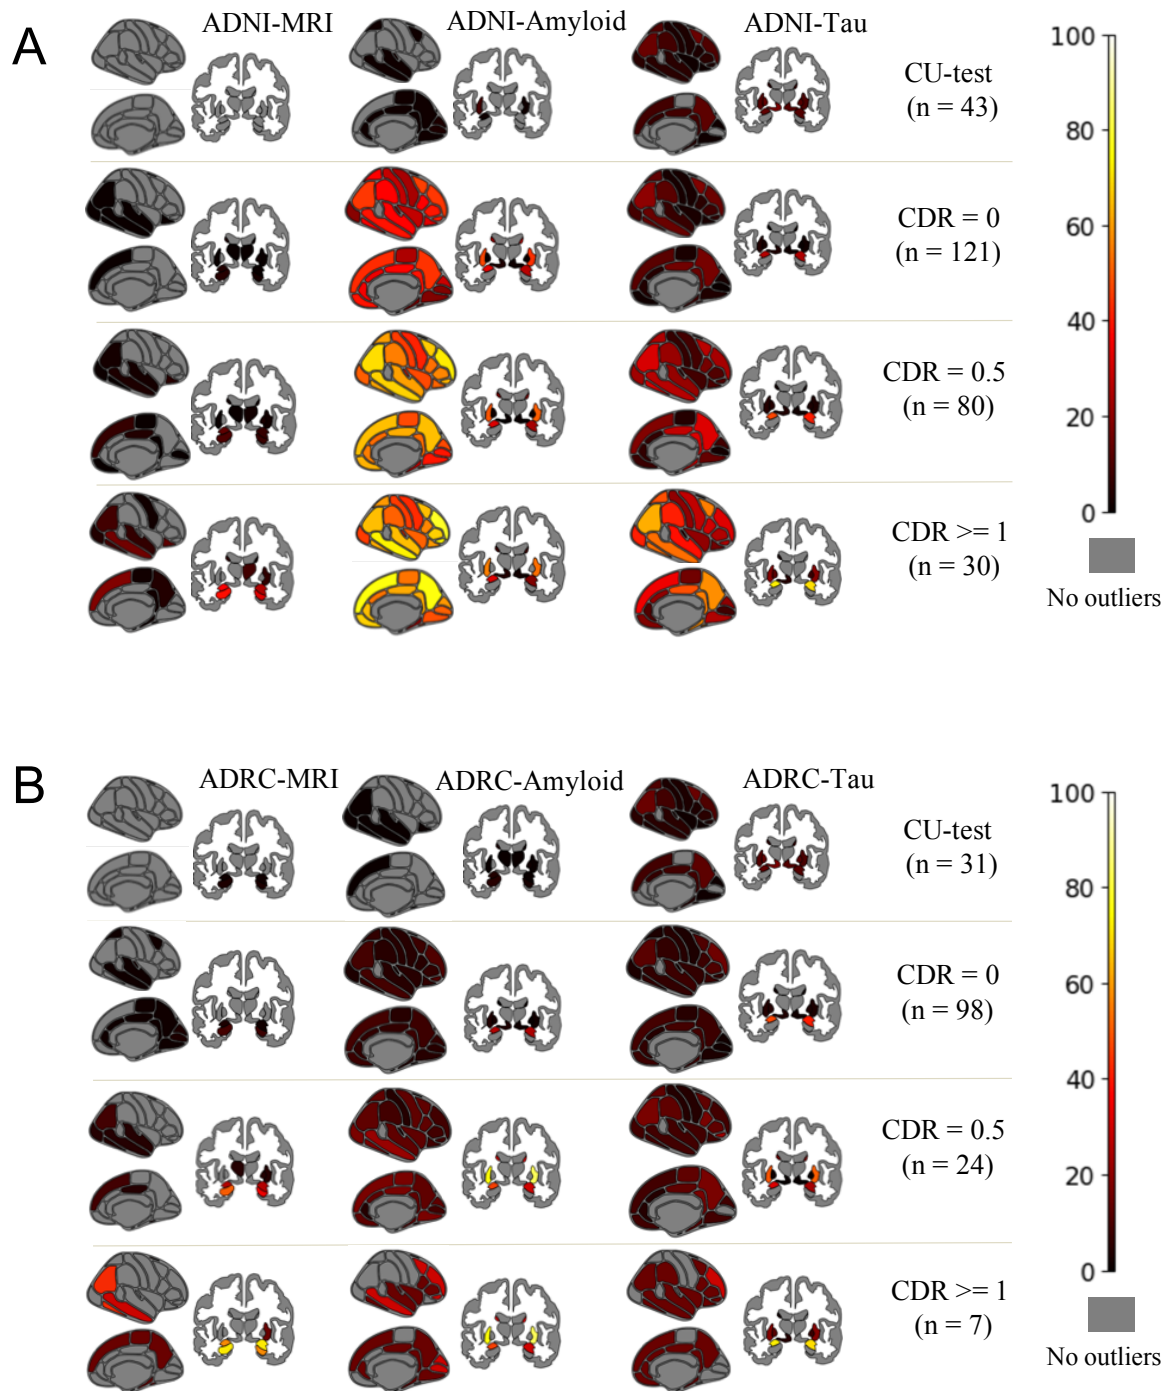 A
ADNI-MRI
ADNI-Amyloid
ADNI-Tau
CU-test
(n = 43)
CDR = 0
(n = 121)
CDR = 0.5
(n = 80)
CDR >= 1
(n = 30)
100
80
60
40
20
0
No outliers
B
ADRC-MRI
ADRC-Amyloid
ADRC-Tau
CU-test
(n = 31)
CDR = 0
(n = 98)
CDR = 0.5
(n = 24)
CDR >= 1
(n = 7)
100
80
60
40
20
0
No outliers